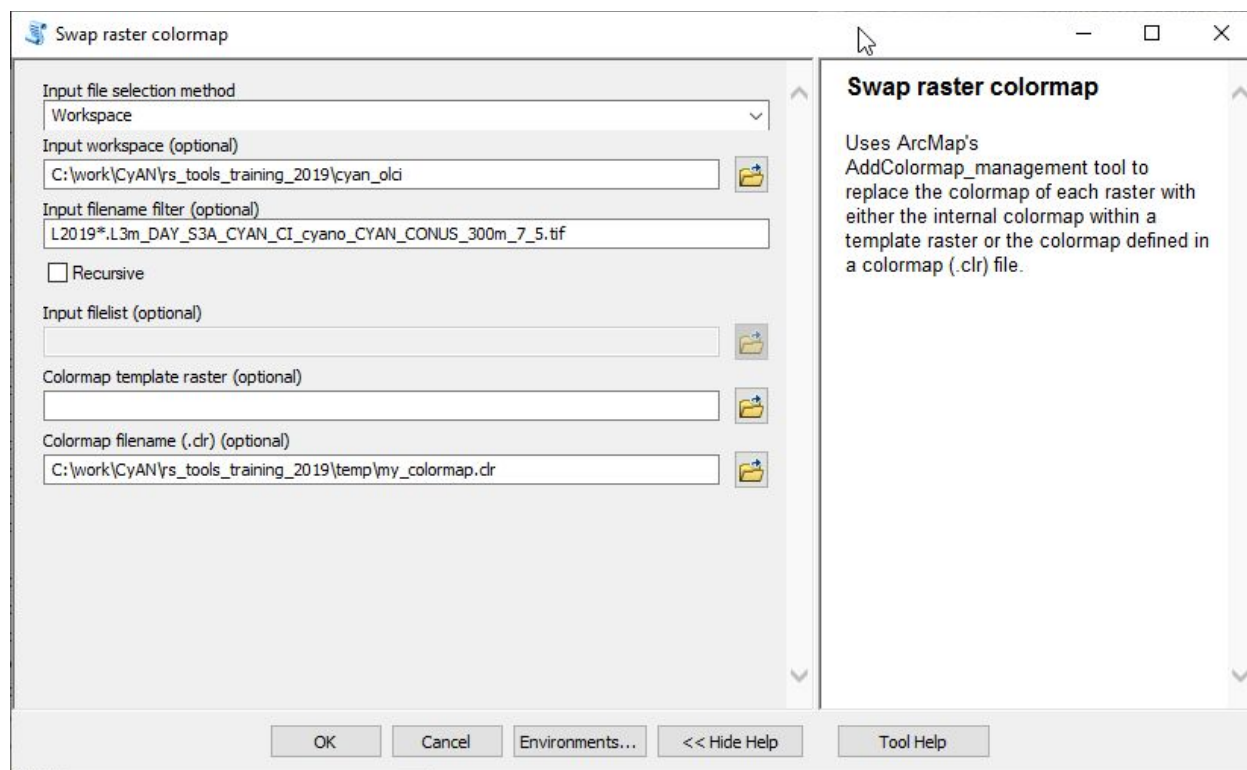 Swap raster colormap
Input file selection method
Workspace
Input workspace (optional)
C:\work\CyAN\rs_tools_training_2019\cyan_olci
Input filename filter (optional)
L2019*.L3m_DAY_S3A_CYAN_CI_cyano_CYAN_CONUS_300m_7_5.tif
Recursive
Input filelist (optional)
Colormap template raster (optional)
Colormap filename (.clr) (optional)
C:\work\CyAN\rs_tools_training_2019\temp\my_colormap.clr
Swap raster colormap
Uses ArcMap's
AddColormap_management tool to
replace the colormap of each raster with
either the internal colormap within a
template raster or the colormap defined in
a colormap (.clr) file.
OK
Cancel
Environments...
<< Hide Help
Tool Help